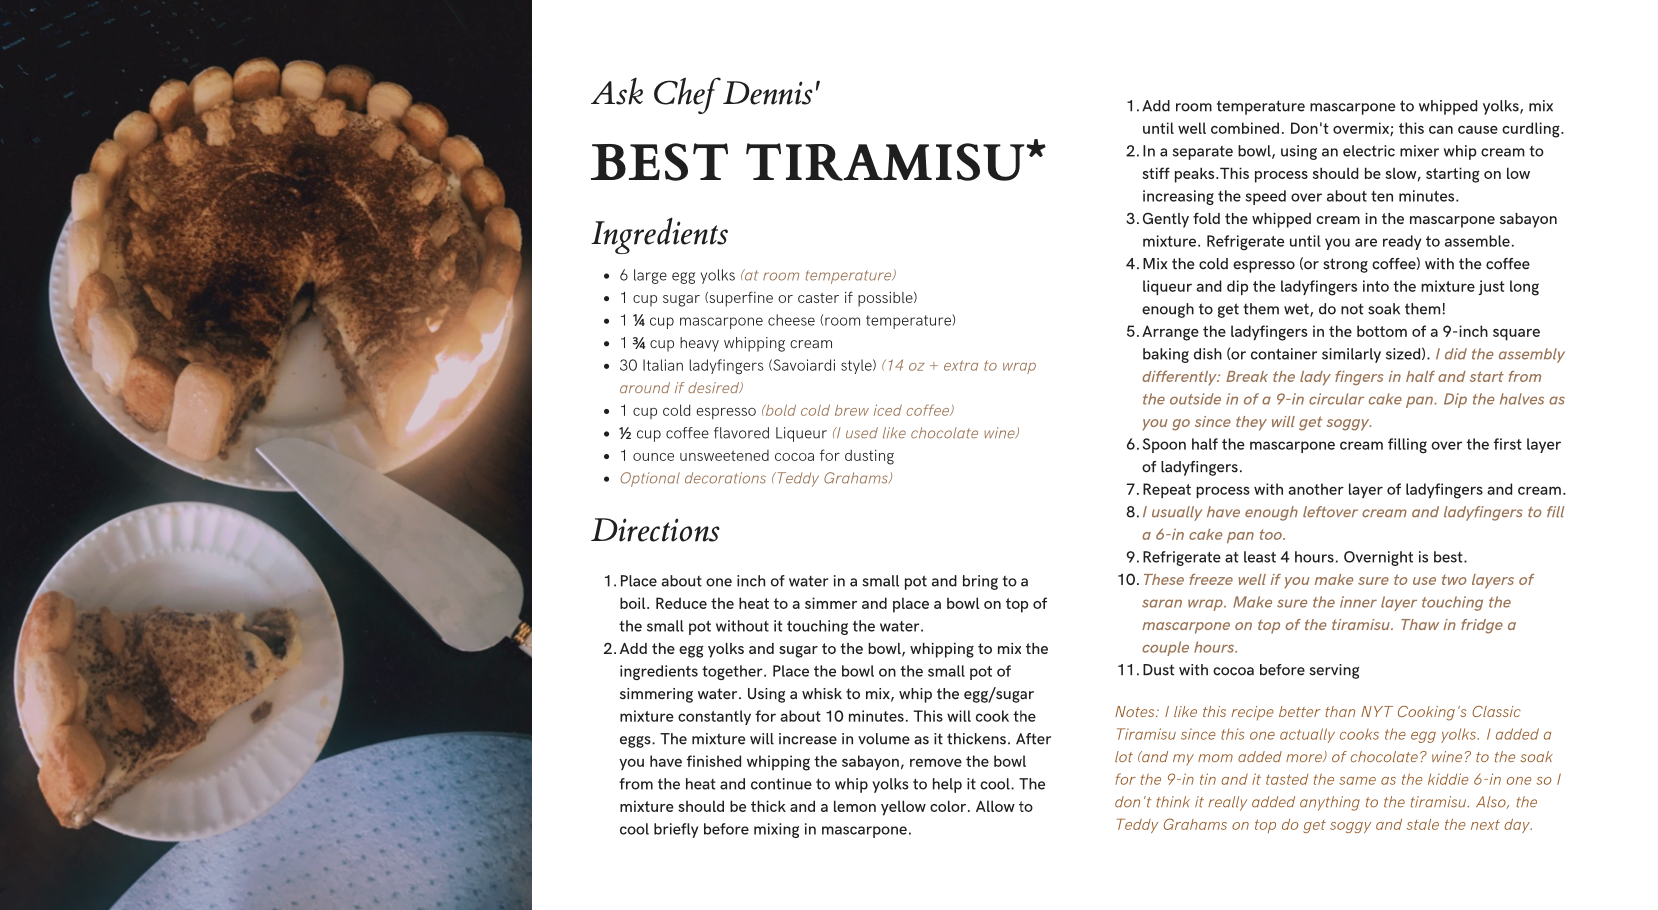 Ask Chef Dennis'
BEST TIRAMISU*
Ingredients
• 6 large egg yolks (at room temperature)
• 1 cup sugar (superfine or caster if possible)
• 1 ¼ cup mascarpone cheese (room temperature)
• 1 ¾ cup heavy whipping cream
• 30 Italian ladyfingers (Savoiardi style) (14 oz + extra to wrap
around if desired)
• 1 cup cold espresso (bold cold brew iced coffee)
• ½ cup coffee flavored Liqueur (I used like chocolate wine)
• 1 ounce unsweetened cocoa for dusting
• Optional decorations (Teddy Grahams)
Directions
1. Place about one inch of water in a small pot and bring to a
boil. Reduce the heat to a simmer and place a bowl on top of
the small pot without it touching the water.
2. Add the egg yolks and sugar to the bowl, whipping to mix the
ingredients together. Place the bowl on the small pot of
simmering water. Using a whisk to mix, whip the egg/sugar
mixture constantly for about 10 minutes. This will cook the
eggs. The mixture will increase in volume as it thickens. After
you have finished whipping the sabayon, remove the bowl
from the heat and continue to whip yolks to help it cool. The
mixture should be thick and a lemon yellow color. Allow to
cool briefly before mixing in mascarpone.
1. Add room temperature mascarpone to whipped yolks, mix
until well combined. Don't overmix; this can cause curdling.
2. In a separate bowl, using an electric mixer whip cream to
stiff peaks.This process should be slow, starting on low
increasing the speed over about ten minutes.
3. Gently fold the whipped cream in the mascarpone sabayon
mixture. Refrigerate until you are ready to assemble.
4. Mix the cold espresso (or strong coffee) with the coffee
liqueur and dip the ladyfingers into the mixture just long
enough to get them wet, do not soak them!
5. Arrange the ladyfingers in the bottom of a 9-inch square
baking dish (or container similarly sized). I did the assembly
differently: Break the lady fingers in half and start from
the outside in of a 9-in circular cake pan. Dip the halves as
you go since they will get soggy.
6. Spoon half the mascarpone cream filling over the first layer
of ladyfingers.
7. Repeat process with another layer of ladyfingers and cream.
8. I usually have enough leftover cream and ladyfingers to fill
a 6-in cake pan too.
9. Refrigerate at least 4 hours. Overnight is best.
10. These freeze well if you make sure to use two layers of
saran wrap. Make sure the inner layer touching the
mascarpone on top of the tiramisu. Thaw in fridge a
couple hours.
11. Dust with cocoa before serving
Notes: I like this recipe better than NYT Cooking's Classic
Tiramisu since this one actually cooks the egg yolks. I added a
lot (and my mom added more) of chocolate? wine? to the soak
for the 9-in tin and it tasted the same as the kiddie 6-in one so I
don't think it really added anything to the tiramisu. Also, the
Teddy Grahams on top do get soggy and stale the next day.